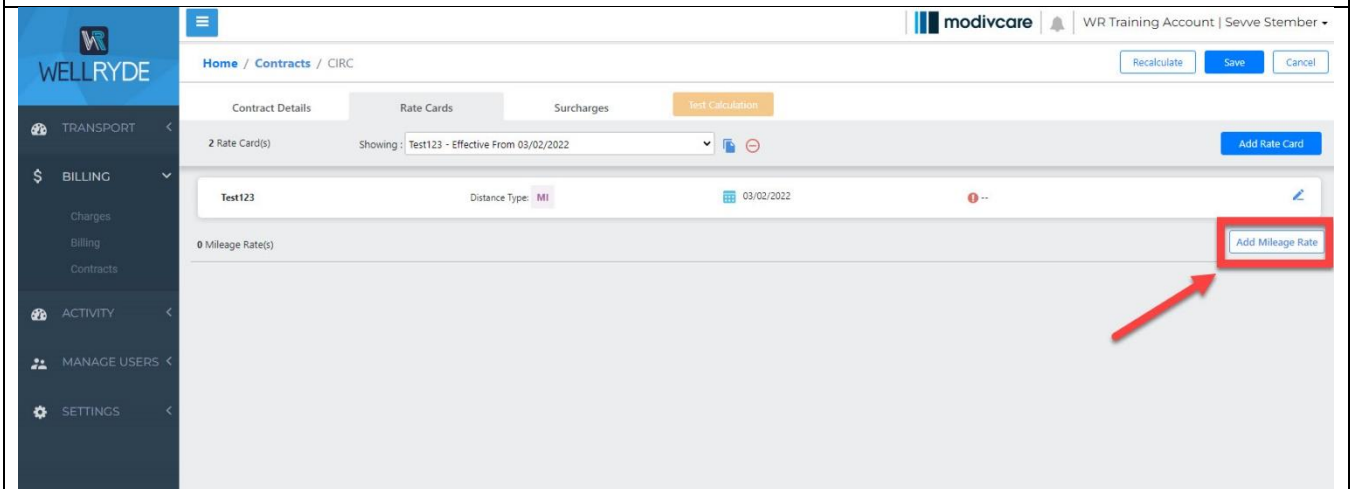 WR
WELLRYDE
modivcare WR Training Account | Sevve Stember
Home / Contracts / CIRC Recalculate Save Cancel
Contract Details Rate Cards Surcharges Test Calculation
TRANSPORT
2 Rate Card(s) Showing : Test123 - Effective From 03/02/2022 Add Rate Card
$ BILLING
Test123 Distance Type: MI 03/02/2022 --
Charges
Billing
0 Mileage Rate(s) Add Mileage Rate
Contracts
ACTIVITY
MANAGE USERS
SETTINGS